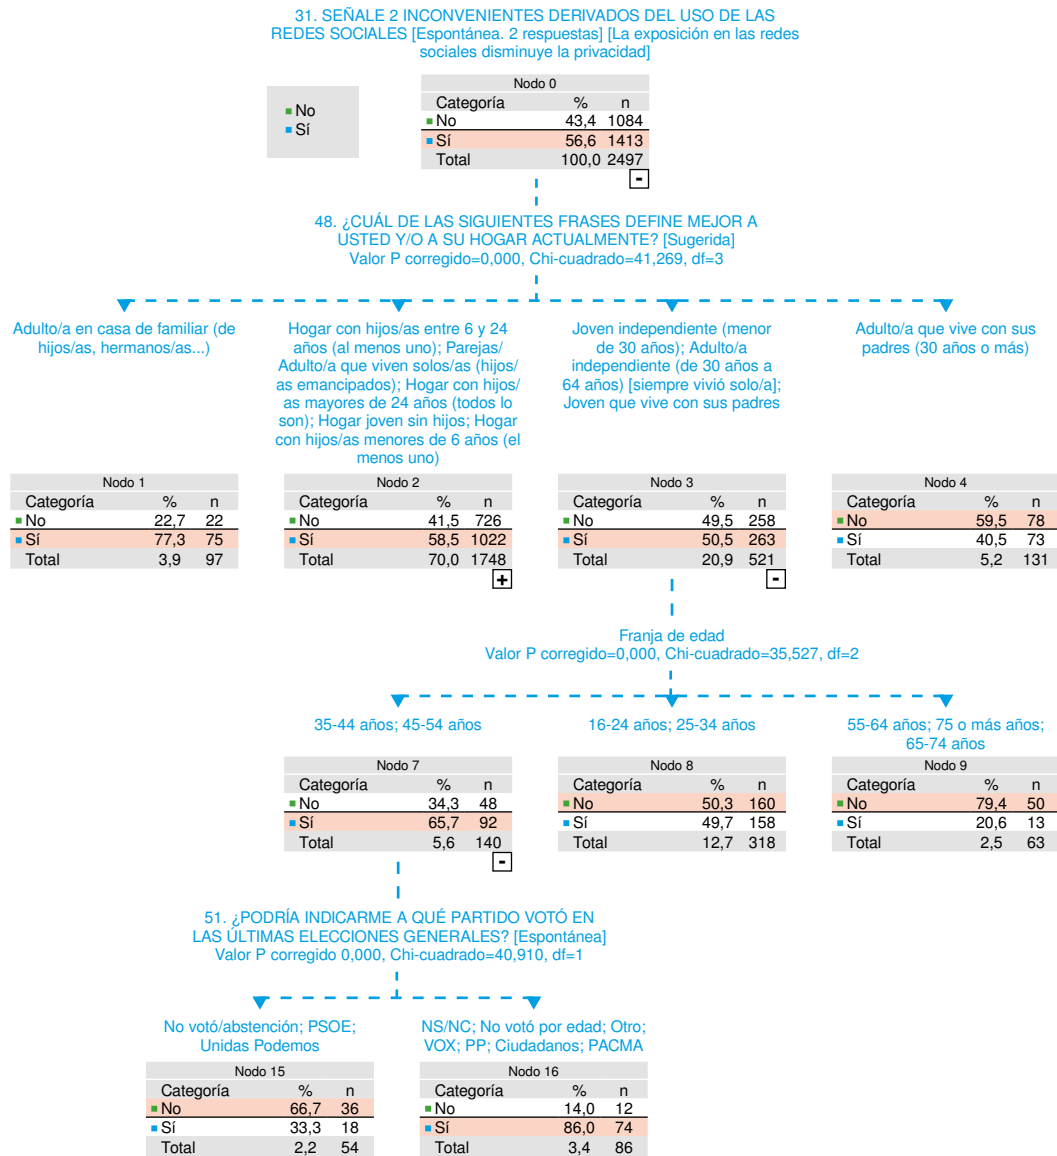 31. SEÑALE 2 INCONVENIENTES DERIVADOS DEL USO DE LAS
REDES SOCIALES [Espontánea. 2 respuestas] [La exposición en las redes
sociales disminuye la privacidad]
No
Sí
Nodo 0
Categoría % n
No 43,4 1084
Sí 56,6 1413
Total 100,0 2497
-
48. ¿CUÁL DE LAS SIGUIENTES FRASES DEFINE MEJOR A
USTED Y/O A SU HOGAR ACTUALMENTE? [Sugerida]
Valor P corregido=0,000, Chi-cuadrado=41,269, df=3
Adulto/a en casa de familiar (de
hijos/as, hermanos/as...)
Nodo 1
Categoría % n
No 22,7 22
Sí 77,3 75
Total 3,9 97
Hogar con hijos/as entre 6 y 24
años (al menos uno); Parejas/
Adulto/a que viven solos/as (hijos/
as emancipados); Hogar con hijos/
as mayores de 24 años (todos lo
son); Hogar joven sin hijos; Hogar
con hijos/as menores de 6 años (el
menos uno)
Nodo 2
Categoría % n
No 41,5 726
Sí 58,5 1022
Total 70,0 1748
+
Joven independiente (menor
de 30 años); Adulto/a
independiente (de 30 años a
64 años) [siempre vivió solo/a];
Joven que vive con sus padres
Nodo 3
Categoría % n
No 49,5 258
Sí 50,5 263
Total 20,9 521
-
Adulto/a que vive con sus
padres (30 años o más)
Nodo 4
Categoría % n
No 59,5 78
Sí 40,5 73
Total 5,2 131
Franja de edad
Valor P corregido=0,000, Chi-cuadrado=35,527, df=2
35-44 años; 45-54 años
Nodo 7
Categoría % n
No 34,3 48
Sí 65,7 92
Total 5,6 140
-
16-24 años; 25-34 años
Nodo 8
Categoría % n
No 50,3 160
Sí 49,7 158
Total 12,7 318
55-64 años; 75 o más años;
65-74 años
Nodo 9
Categoría % n
No 79,4 50
Sí 20,6 13
Total 2,5 63
51. ¿PODRÍA INDICARME A QUÉ PARTIDO VOTÓ EN
LAS ÚLTIMAS ELECCIONES GENERALES? [Espontánea]
Valor P corregido 0,000, Chi-cuadrado=40,910, df=1
No votó/abstención; PSOE;
Unidas Podemos
Nodo 15
Categoría % n
No 66,7 36
Sí 33,3 18
Total 2,2 54
NS/NC; No votó por edad; Otro;
VOX; PP; Ciudadanos; PACMA
Nodo 16
Categoría % n
No 14,0 12
Sí 86,0 74
Total 3,4 86